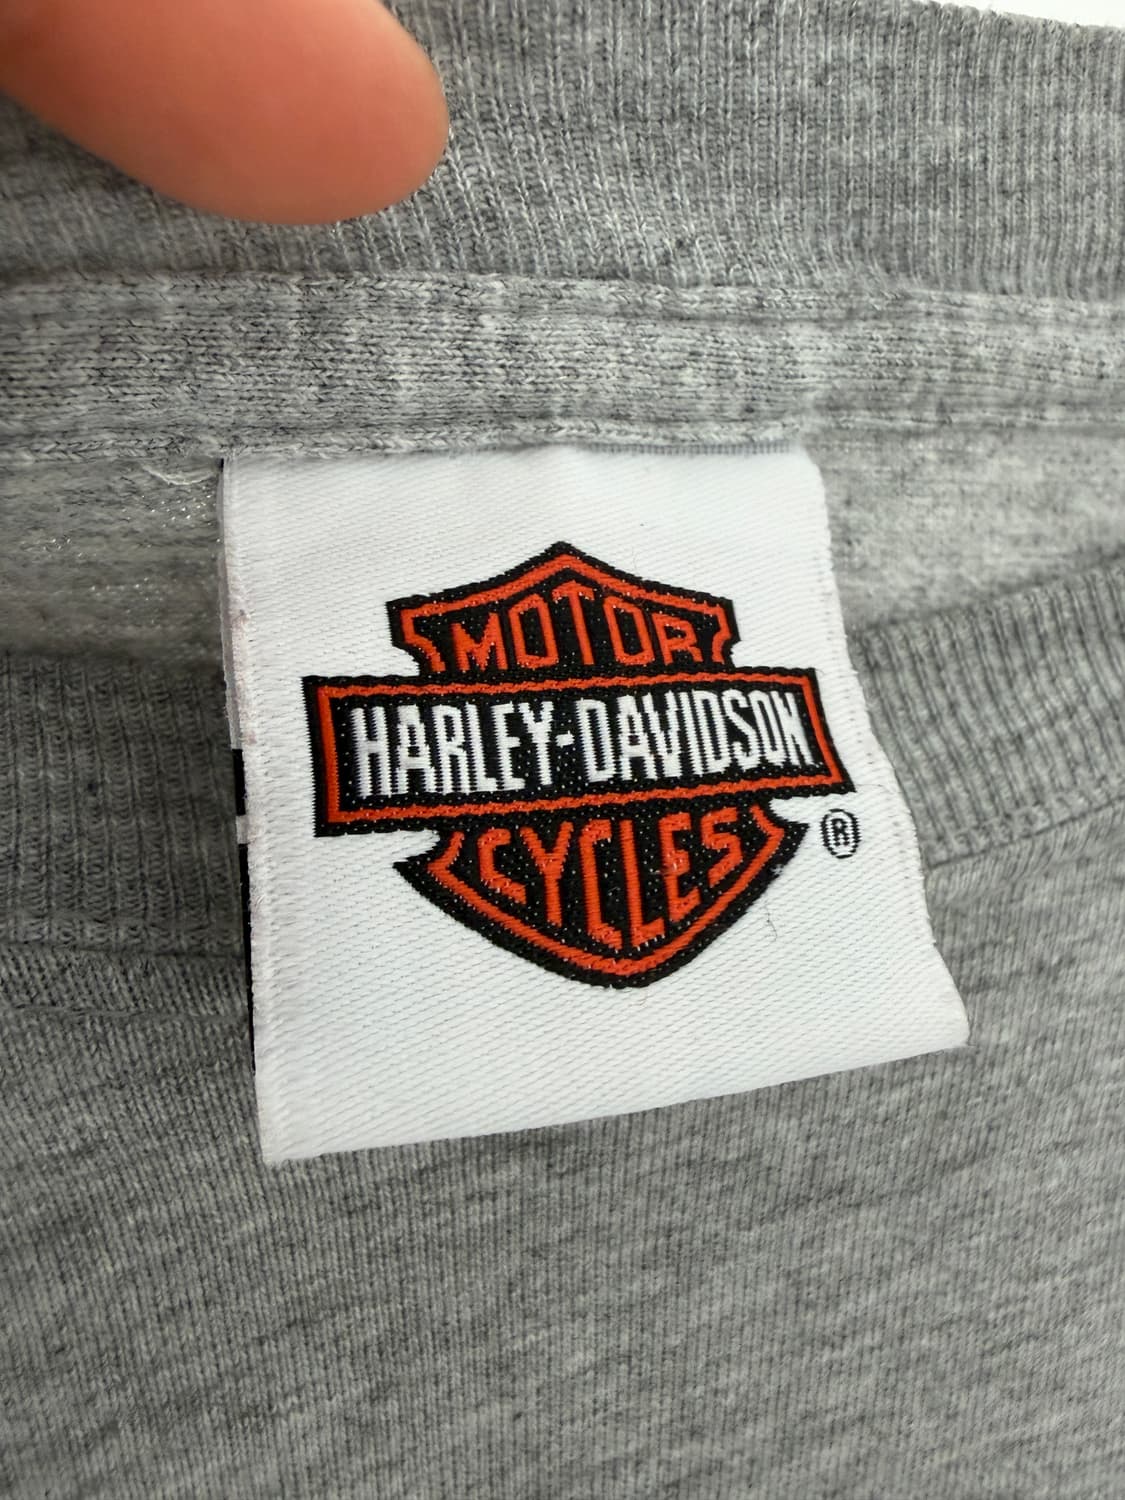 MOTOR
HARLEY-DAVIDSON
CYCLES
®